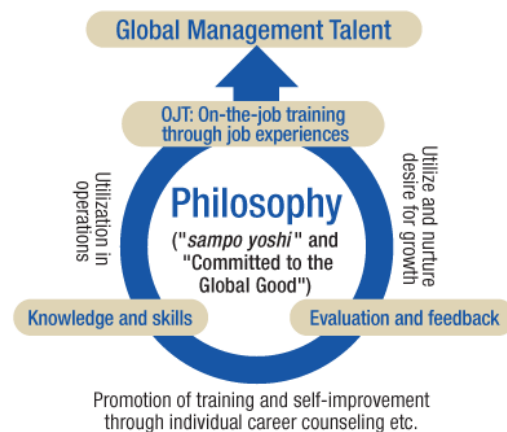 Global Management Talent
OJT: On-the-job training
through job experiences
Utilization in
operations
Utilize and nurture
desire for growth
Philosophy
("sampo yoshi" and
"Committed to the
Global Good")
Knowledge and skills
Evaluation and feedback
Promotion of training and self-improvement
through individual career counseling etc.